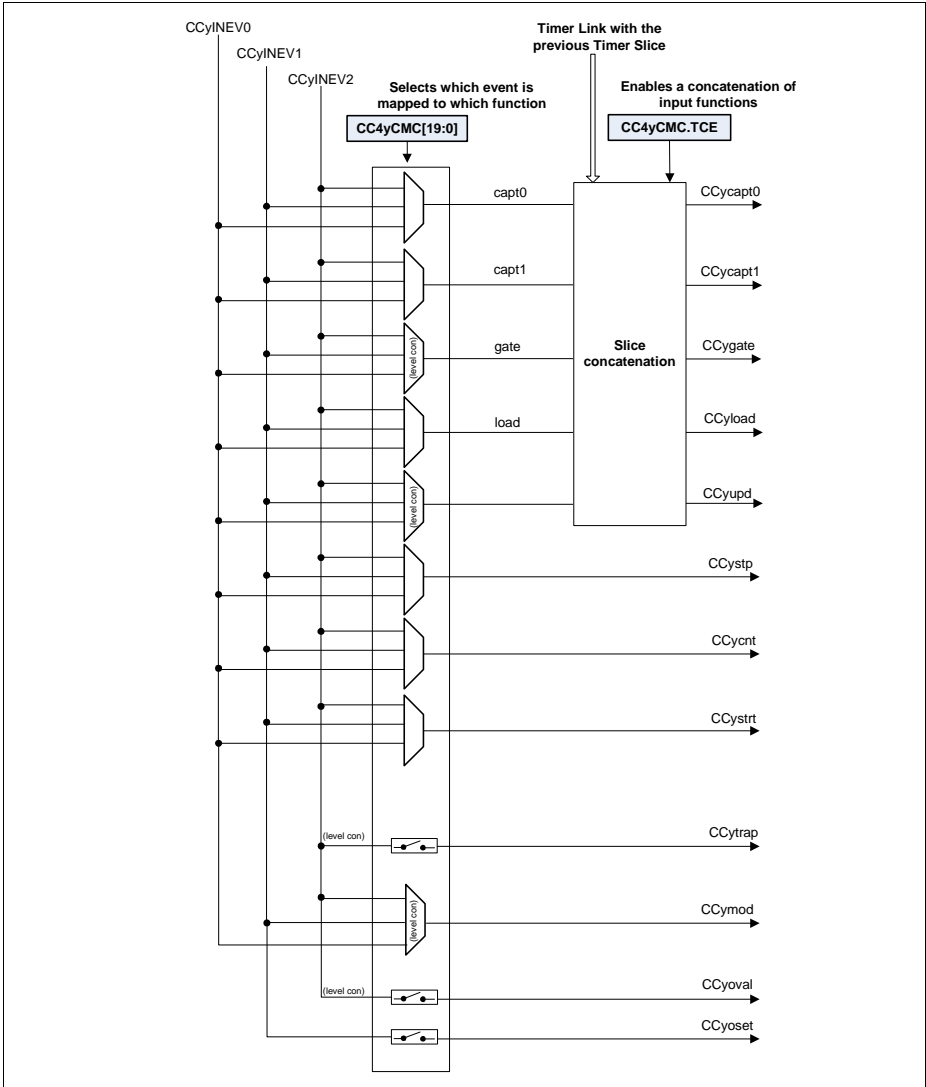 CCyINEV0
CCyINEV1
CCyINEV2
Timer Link with the
previous Timer Slice
Selects which event is
mapped to which function
CC4yCMC[19:0]
Enables a concatenation of
input functions
CC4yCMC.TCE
capt0
CCycapt0
capt1
CCycapt1
(level con)
gate
Slice
concatenation
CCygate
load
CCyload
(level con)
CCyupd
CCystp
CCycnt
CCystrt
(level con)
CCytrap
(level con)
CCymod
(level con)
CCyoval
CCyoset